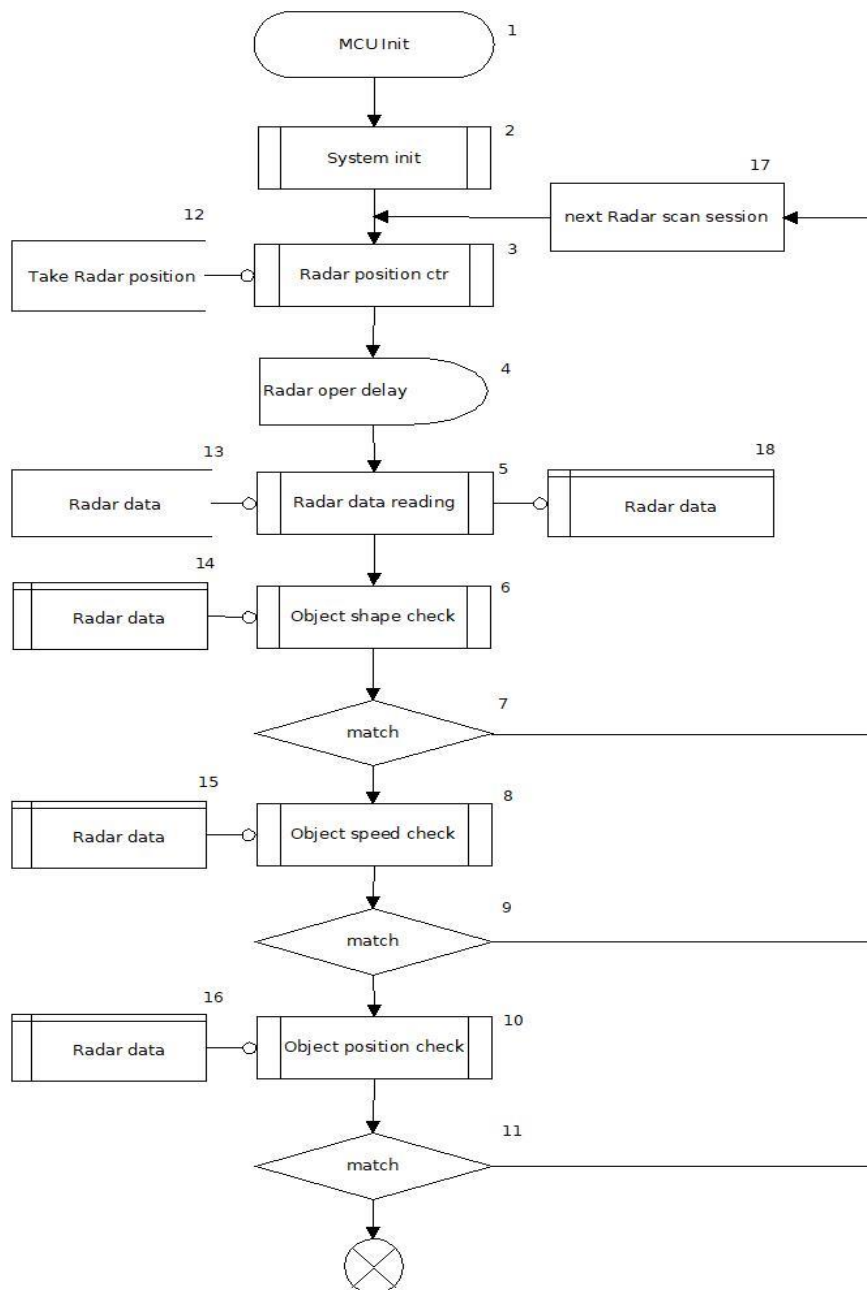 1
MCU Init
2
System init
17
next Radar scan session
12
Take Radar position
3
Radar position ctr
4
Radar oper delay
13
Radar data
5
Radar data reading
18
Radar data
14
Radar data
6
Object shape check
7
match
15
Radar data
8
Object speed check
9
match
16
Radar data
10
Object position check
11
match